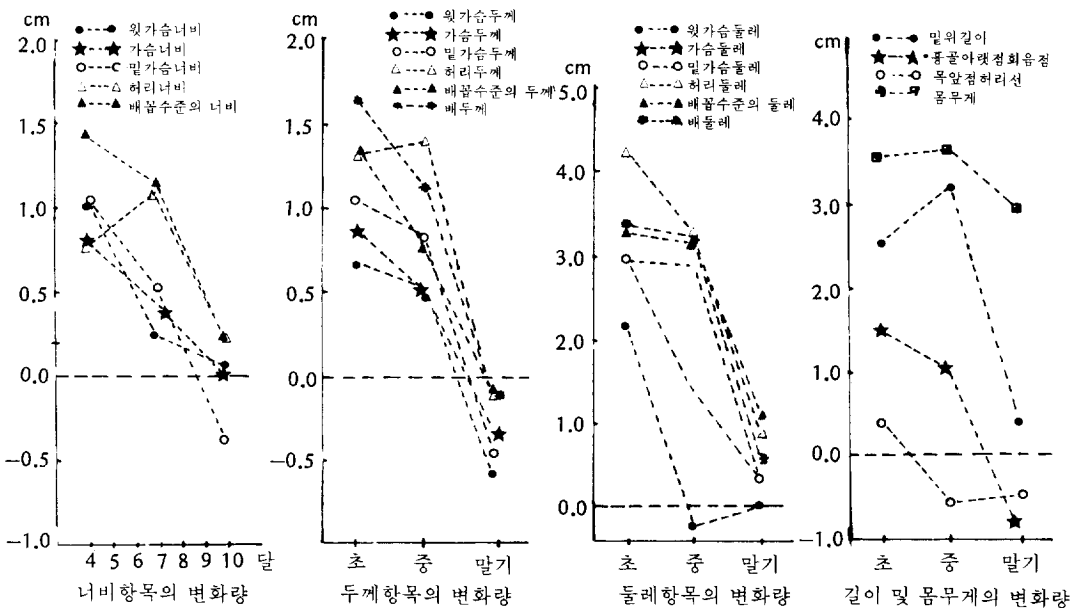 cm
2.0
1.5
1.0
0.5
0.0
−0.5
−1.0
윗가슴너비
가슴너비
밑가슴너비
허리너비
배꼽수준의 너비
4 5 6 7 8 9 10 달
너비항목의 변화량
cm
2.0
1.5
1.0
0.5
0.0
−0.5
윗가슴두께
가슴두께
밑가슴두께
허리두께
배꼽수준의 두께
배두께
초 중 말기
두께항목의 변화량
cm
5.0
4.0
3.0
2.0
1.0
0.0
윗가슴둘레
가슴둘레
밑가슴둘레
허리둘레
배꼽수준의 둘레
배둘레
초 중 말기
둘레항목의 변화량
cm
4.0
3.0
2.0
1.0
0.0
−1.0
밑위길이
흉골아랫점회음점
목앞점허리선
몸무게
초 중 말기
길이 및 몸무게의 변화량